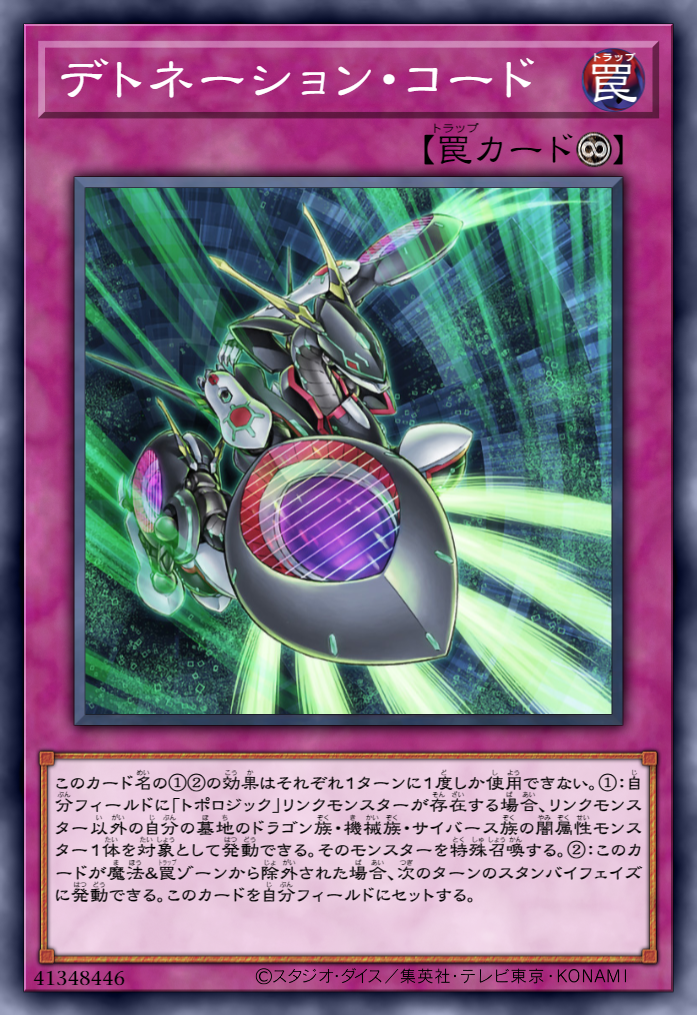 デトネーション・コード
罠
トラップ
【罠カード】
トラップ
このカード名の①②の効果はそれぞれ1ターンに1度しか使用できない。①:自
分フィールドに「トポロジック」リンクモンスターが存在する場合、リンクモンス
ター以外の自分の墓地のドラゴン族・機械族・サイバース族の闇属性モンス
ター1体を対象として発動できる。そのモンスターを特殊召喚する。②:このカ
ードが魔法&罠ゾーンから除外された場合、次のターンのスタンバイフェイズ
に発動できる。このカードを自分フィールドにセットする。
41348446
©スタジオ・ダイス/集英社・テレビ東京・KONAMI